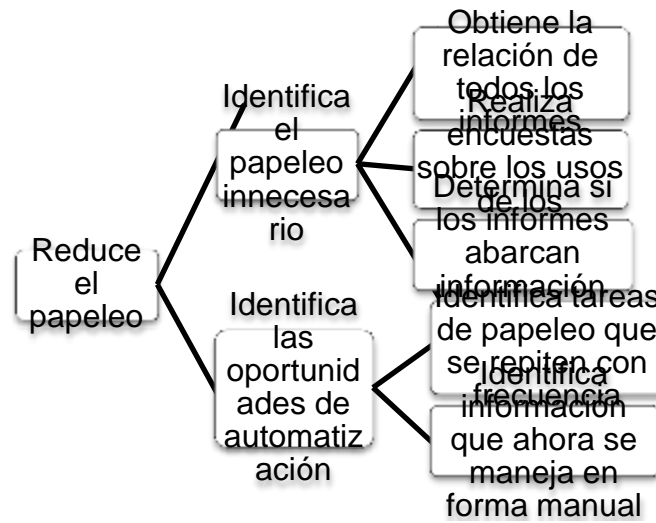 Reduce
el
papeleo
Identifica
el
papeleo
innecesa
rio
Identifica
las
oportunid
ades de
automatiz
ación
Obtiene la
relación de
todos los
informes
Realiza
encuestas
sobre los usos
de los
Determina si
los informes
abarcan
información
Identifica tareas
de papeleo que
se repiten con
frecuencia
Identifica
información
que ahora se
maneja en
forma manual